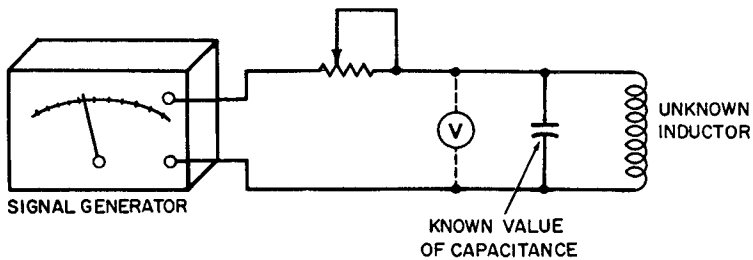 SIGNAL GENERATOR
V
UNKNOWN
INDUCTOR
KNOWN VALUE
OF CAPACITANCE